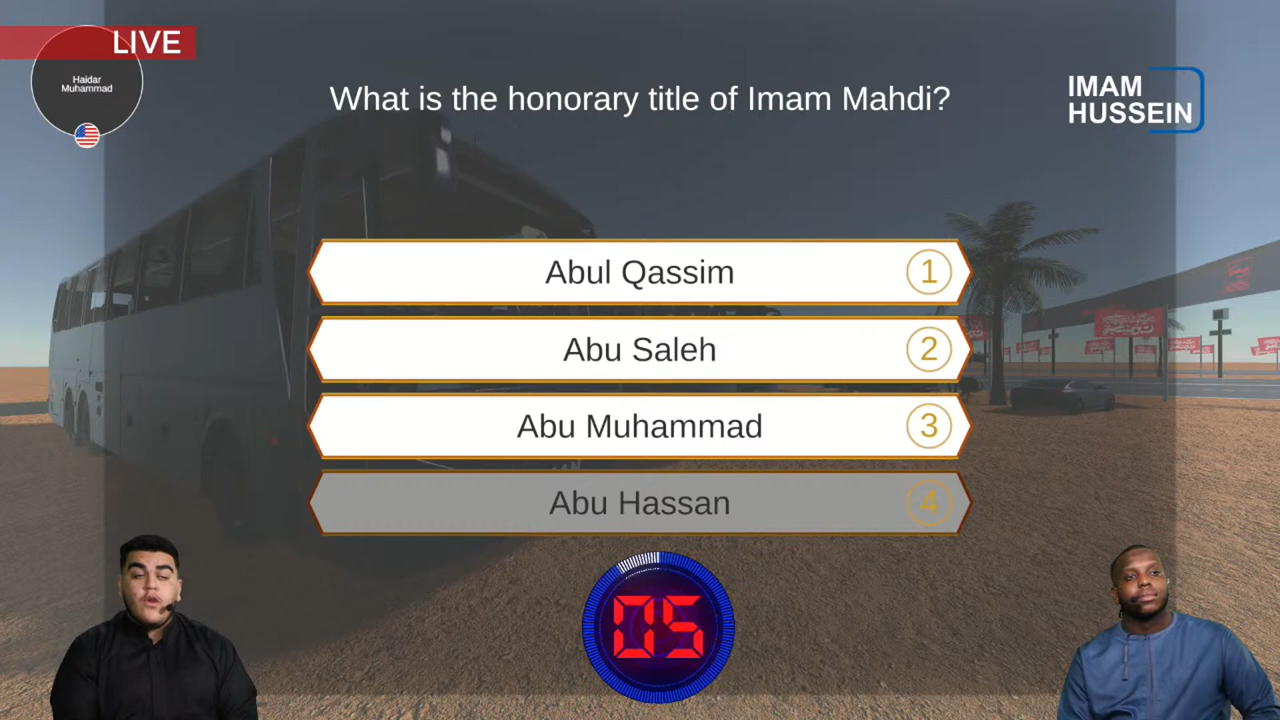 LIVE
Haidar
Muhammad
What is the honorary title of Imam Mahdi?
IMAM
HUSSEIN
Abul Qassim 1
Abu Saleh 2
Abu Muhammad 3
Abu Hassan 4
05